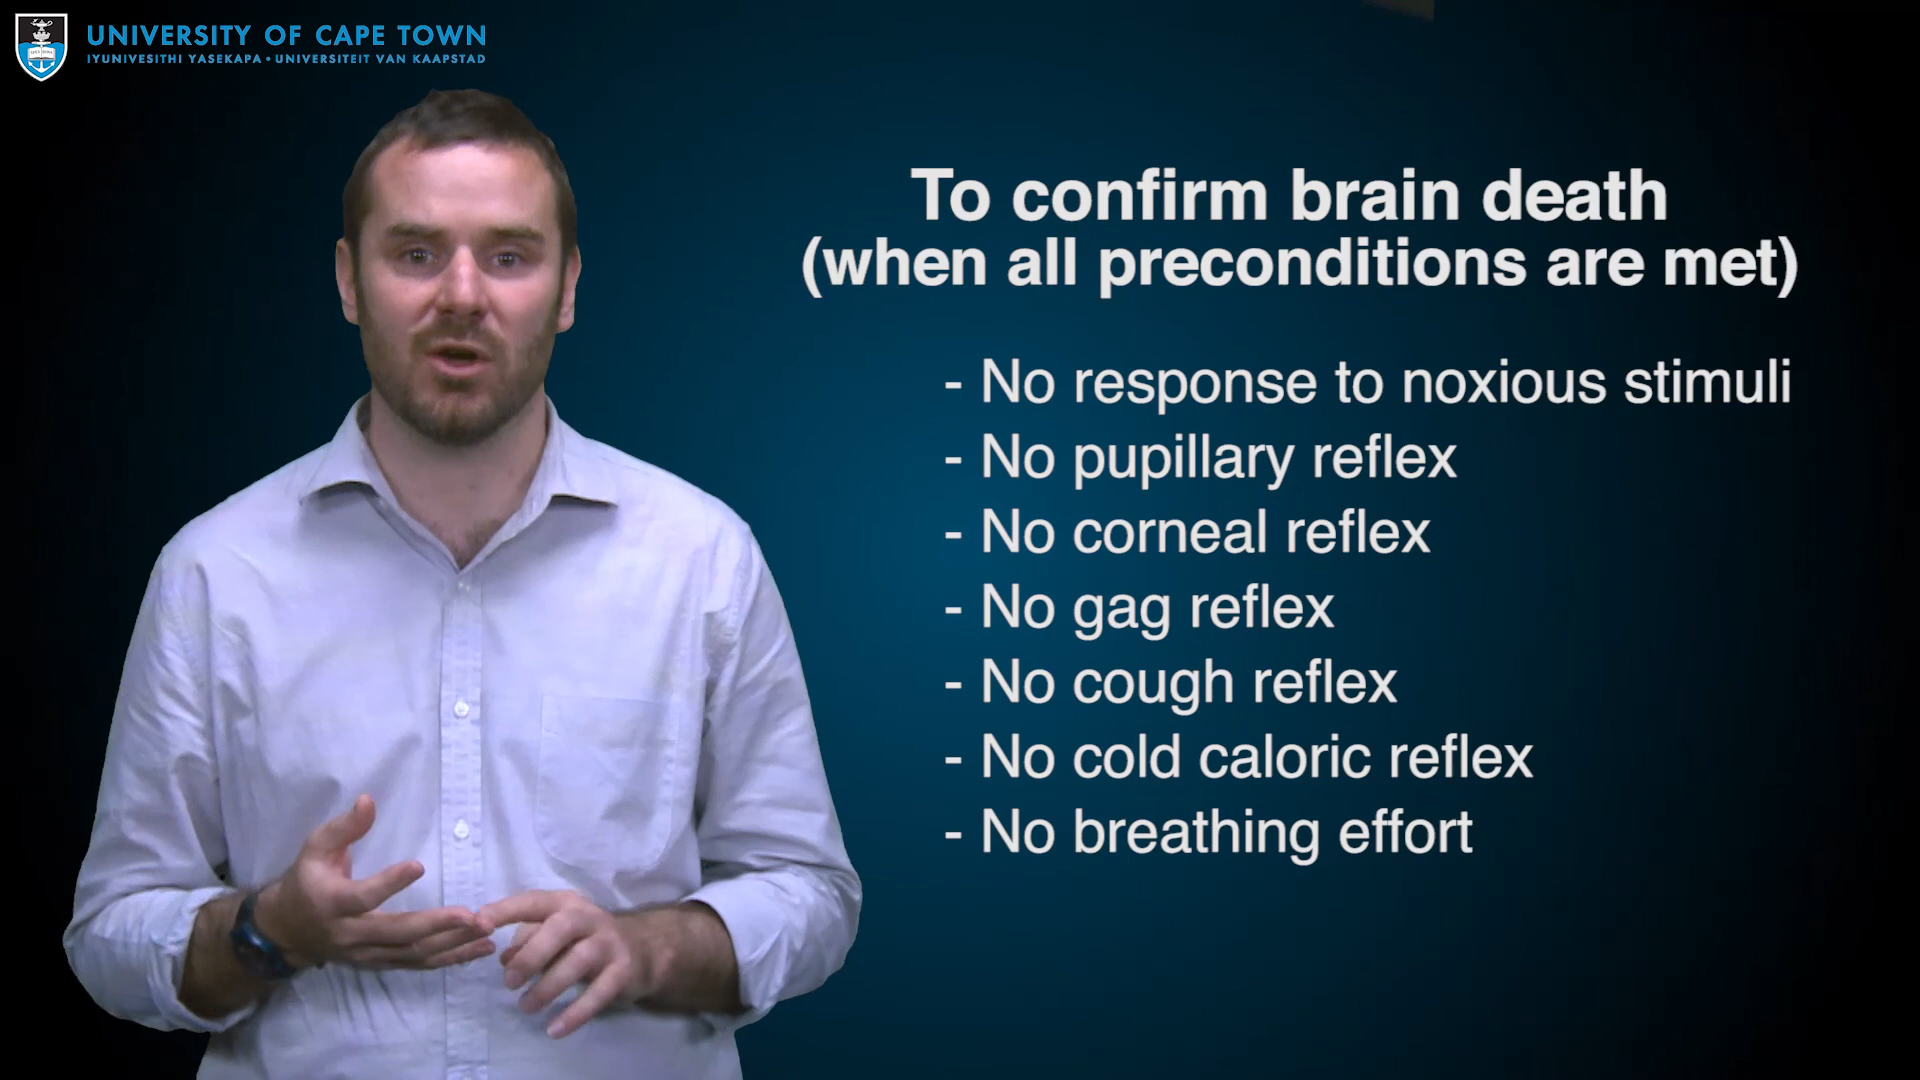 UNIVERSITY OF CAPE TOWN
IYUNIVESITHI YASEKAPA • UNIVERSITEIT VAN KAAPSTAD
To confirm brain death
(when all preconditions are met)
- No response to noxious stimuli
- No pupillary reflex
- No corneal reflex
- No gag reflex
- No cough reflex
- No cold caloric reflex
- No breathing effort